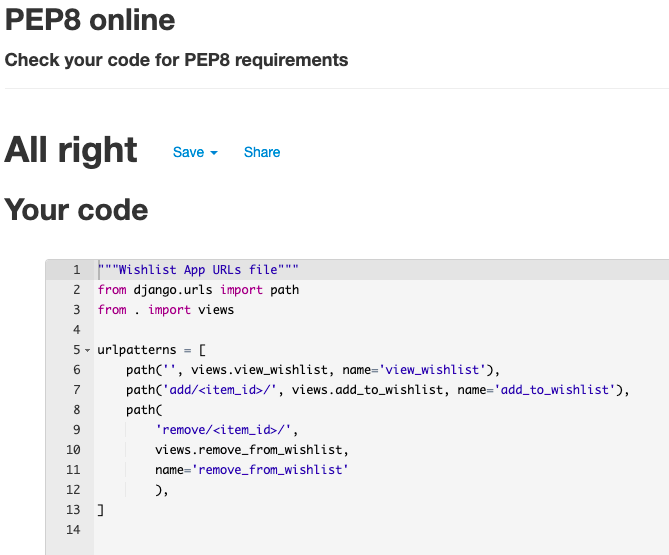 PEP8 online
Check your code for PEP8 requirements
All right Save Share
Your code
1 """Wishlist App URLs file"""
2 from django.urls import path
3 from . import views
4
5 urlpatterns = [
6     path('', views.view_wishlist, name='view_wishlist'),
7     path('add/<item_id>/', views.add_to_wishlist, name='add_to_wishlist'),
8     path(
9         'remove/<item_id>/',
10         views.remove_from_wishlist,
11         name='remove_from_wishlist'
12         ),
13 ]
14